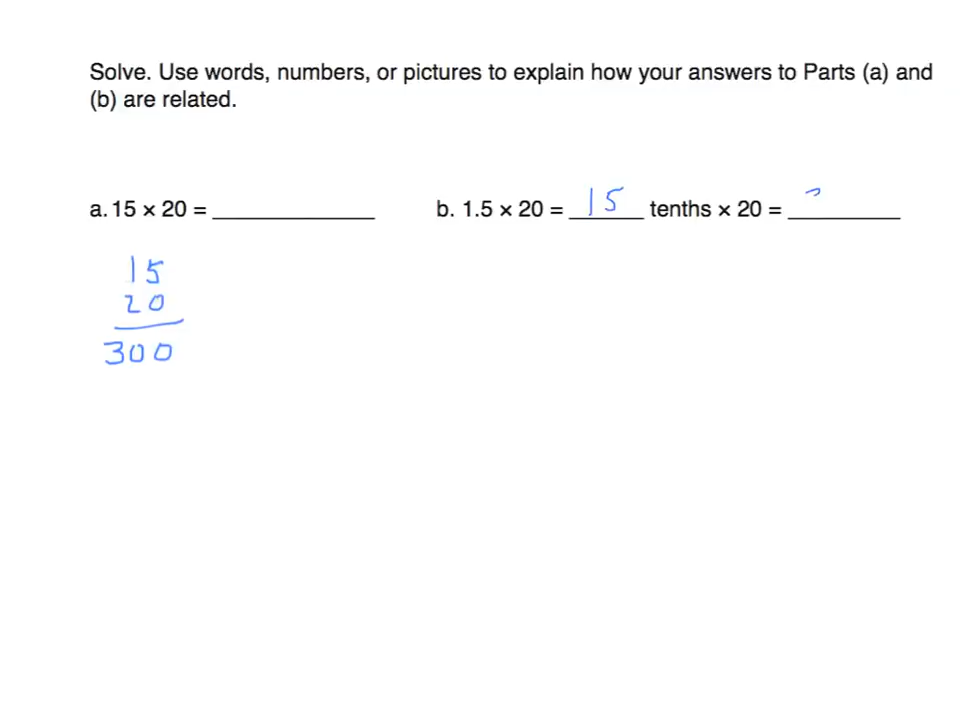 Solve. Use words, numbers, or pictures to explain how your answers to Parts (a) and
(b) are related.
a. 15 × 20 = ______________ b. 1.5 × 20 = 15 tenths × 20 = _________
15
20
300